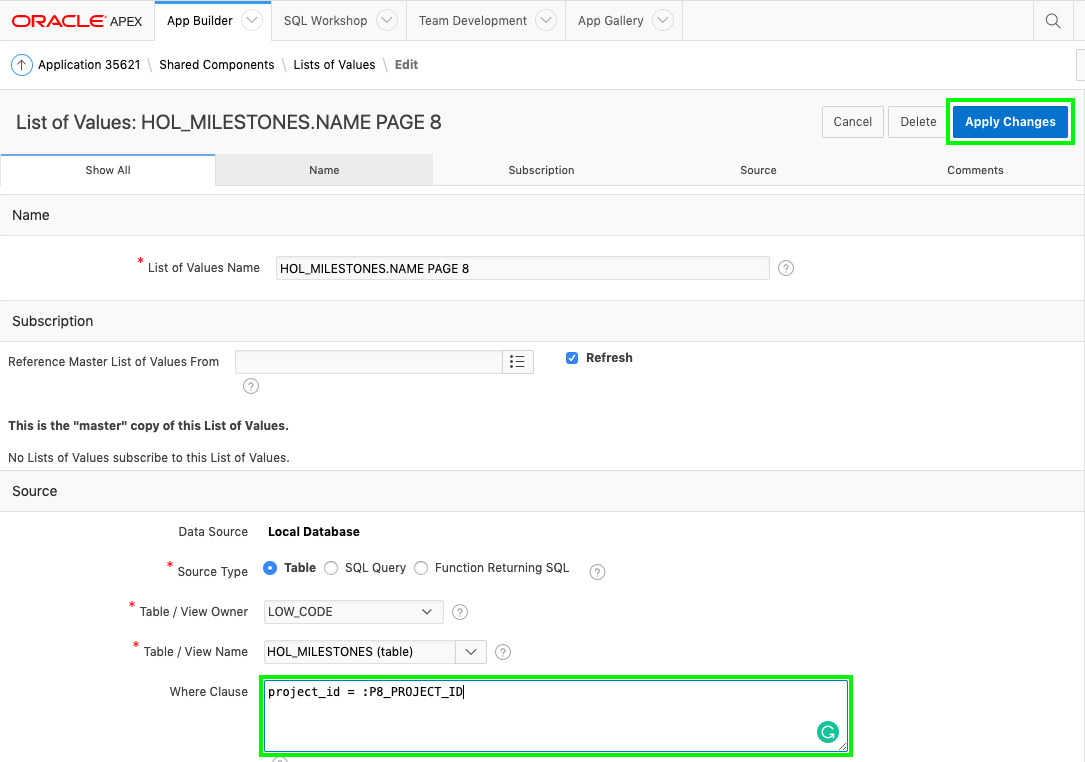 ORACLE APEX App Builder SQL Workshop Team Development App Gallery
Application 35621 \ Shared Components \ Lists of Values \ Edit
List of Values: HOL_MILESTONES.NAME PAGE 8 Cancel Delete Apply Changes
Show All Name Subscription Source Comments
Name
* List of Values Name HOL_MILESTONES.NAME PAGE 8 ?
Subscription
Reference Master List of Values From Refresh
?
This is the "master" copy of this List of Values.
No Lists of Values subscribe to this List of Values.
Source
Data Source Local Database
* Source Type Table SQL Query Function Returning SQL ?
* Table / View Owner LOW_CODE ?
* Table / View Name HOL_MILESTONES (table) ?
Where Clause project_id = :P8_PROJECT_ID